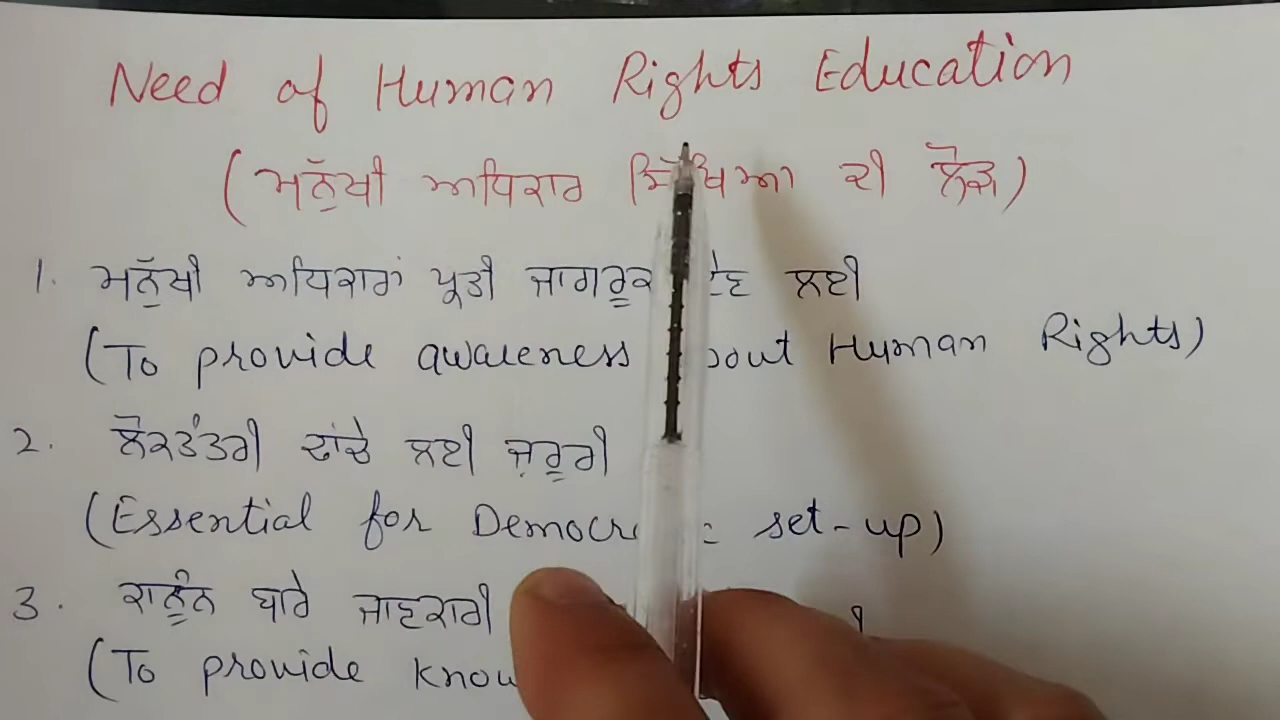 Need of Human Rights Education
(ਮਨੁੱਖੀ ਅਧਿਕਾਰ ਸਿੱਖਿਆ ਦੀ ਲੋੜ)
1. ਮਨੁੱਖੀ ਅਧਿਕਾਰਾਂ ਪ੍ਰਤੀ ਜਾਗਰੂਕ ਲਈ
(To provide awareness Human Rights)
2. ਲੋਕਤੰਤਰੀ ਢਾਂਚੇ ਲਈ ਜ਼ਰੂਰੀ
(Essential for set-up)
3. ਕਾਨੂੰਨ ਬਾਰੇ ਜਾਣਕਾਰੀ
(To provide